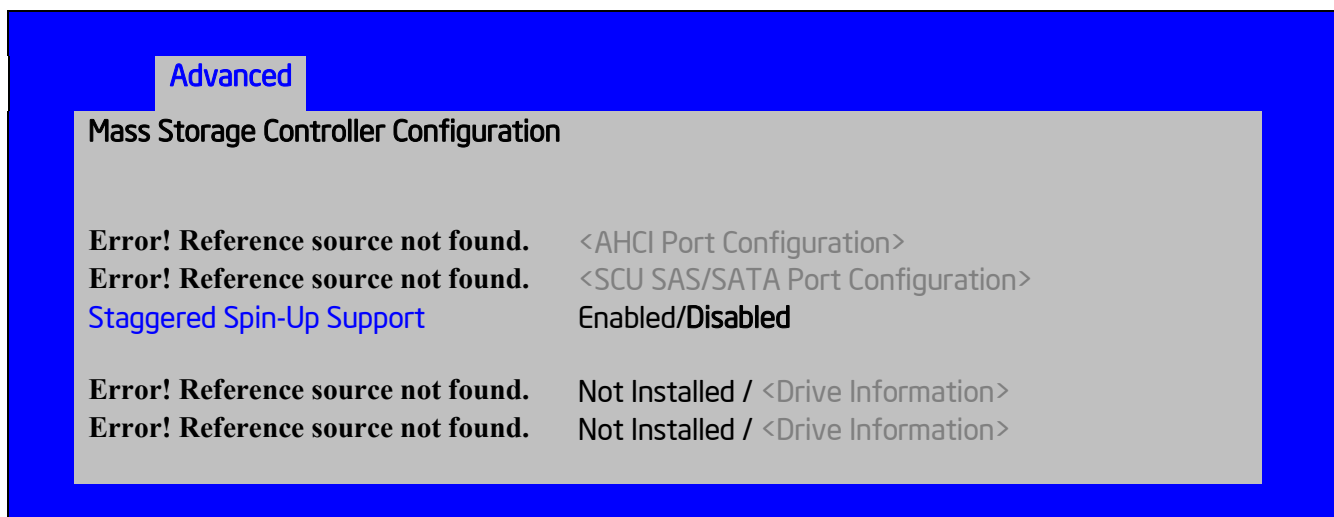 Advanced
Mass Storage Controller Configuration
Error! Reference source not found. <AHCI Port Configuration>
Error! Reference source not found. <SCU SAS/SATA Port Configuration>
Staggered Spin-Up Support Enabled/Disabled
Error! Reference source not found. Not Installed / <Drive Information>
Error! Reference source not found. Not Installed / <Drive Information>